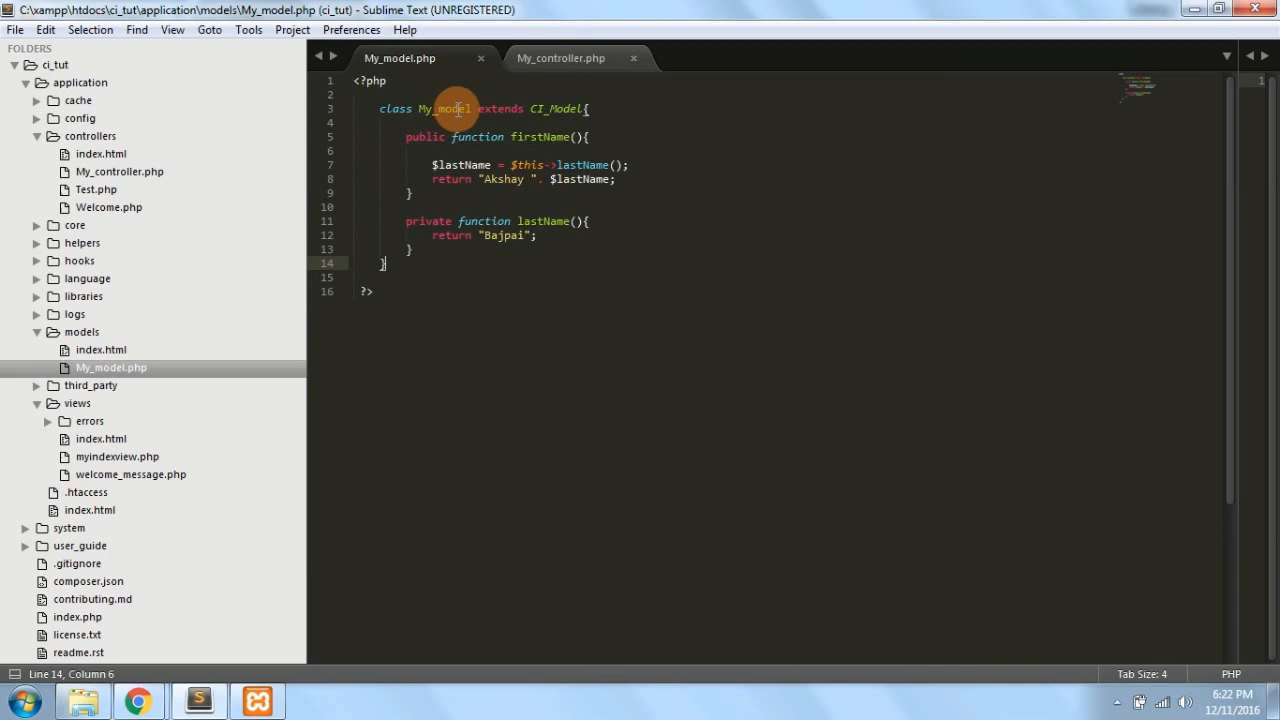 C:\xampp\htdocs\ci_tut\application\models\My_model.php (ci_tut) - Sublime Text (UNREGISTERED)
File Edit Selection Find View Goto Tools Project Preferences Help
FOLDERS
ci_tut
application
cache
config
controllers
index.html
My_controller.php
Test.php
Welcome.php
core
helpers
hooks
language
libraries
logs
models
index.html
My_model.php
third_party
views
errors
index.html
myindexview.php
welcome_message.php
.htaccess
index.html
system
user_guide
.gitignore
composer.json
contributing.md
index.php
license.txt
readme.rst
My_model.php My_controller.php
1 <?php
2
3 class My_model extends CI_Model{
4
5 public function firstName(){
6
7 $lastName = $this->lastName();
8 return "Akshay ". $lastName;
9 }
10
11 private function lastName(){
12 return "Bajpai";
13 }
14 }
15
16 ?>
1
Line 14, Column 6 Tab Size: 4 PHP
6:22 PM
12/11/2016